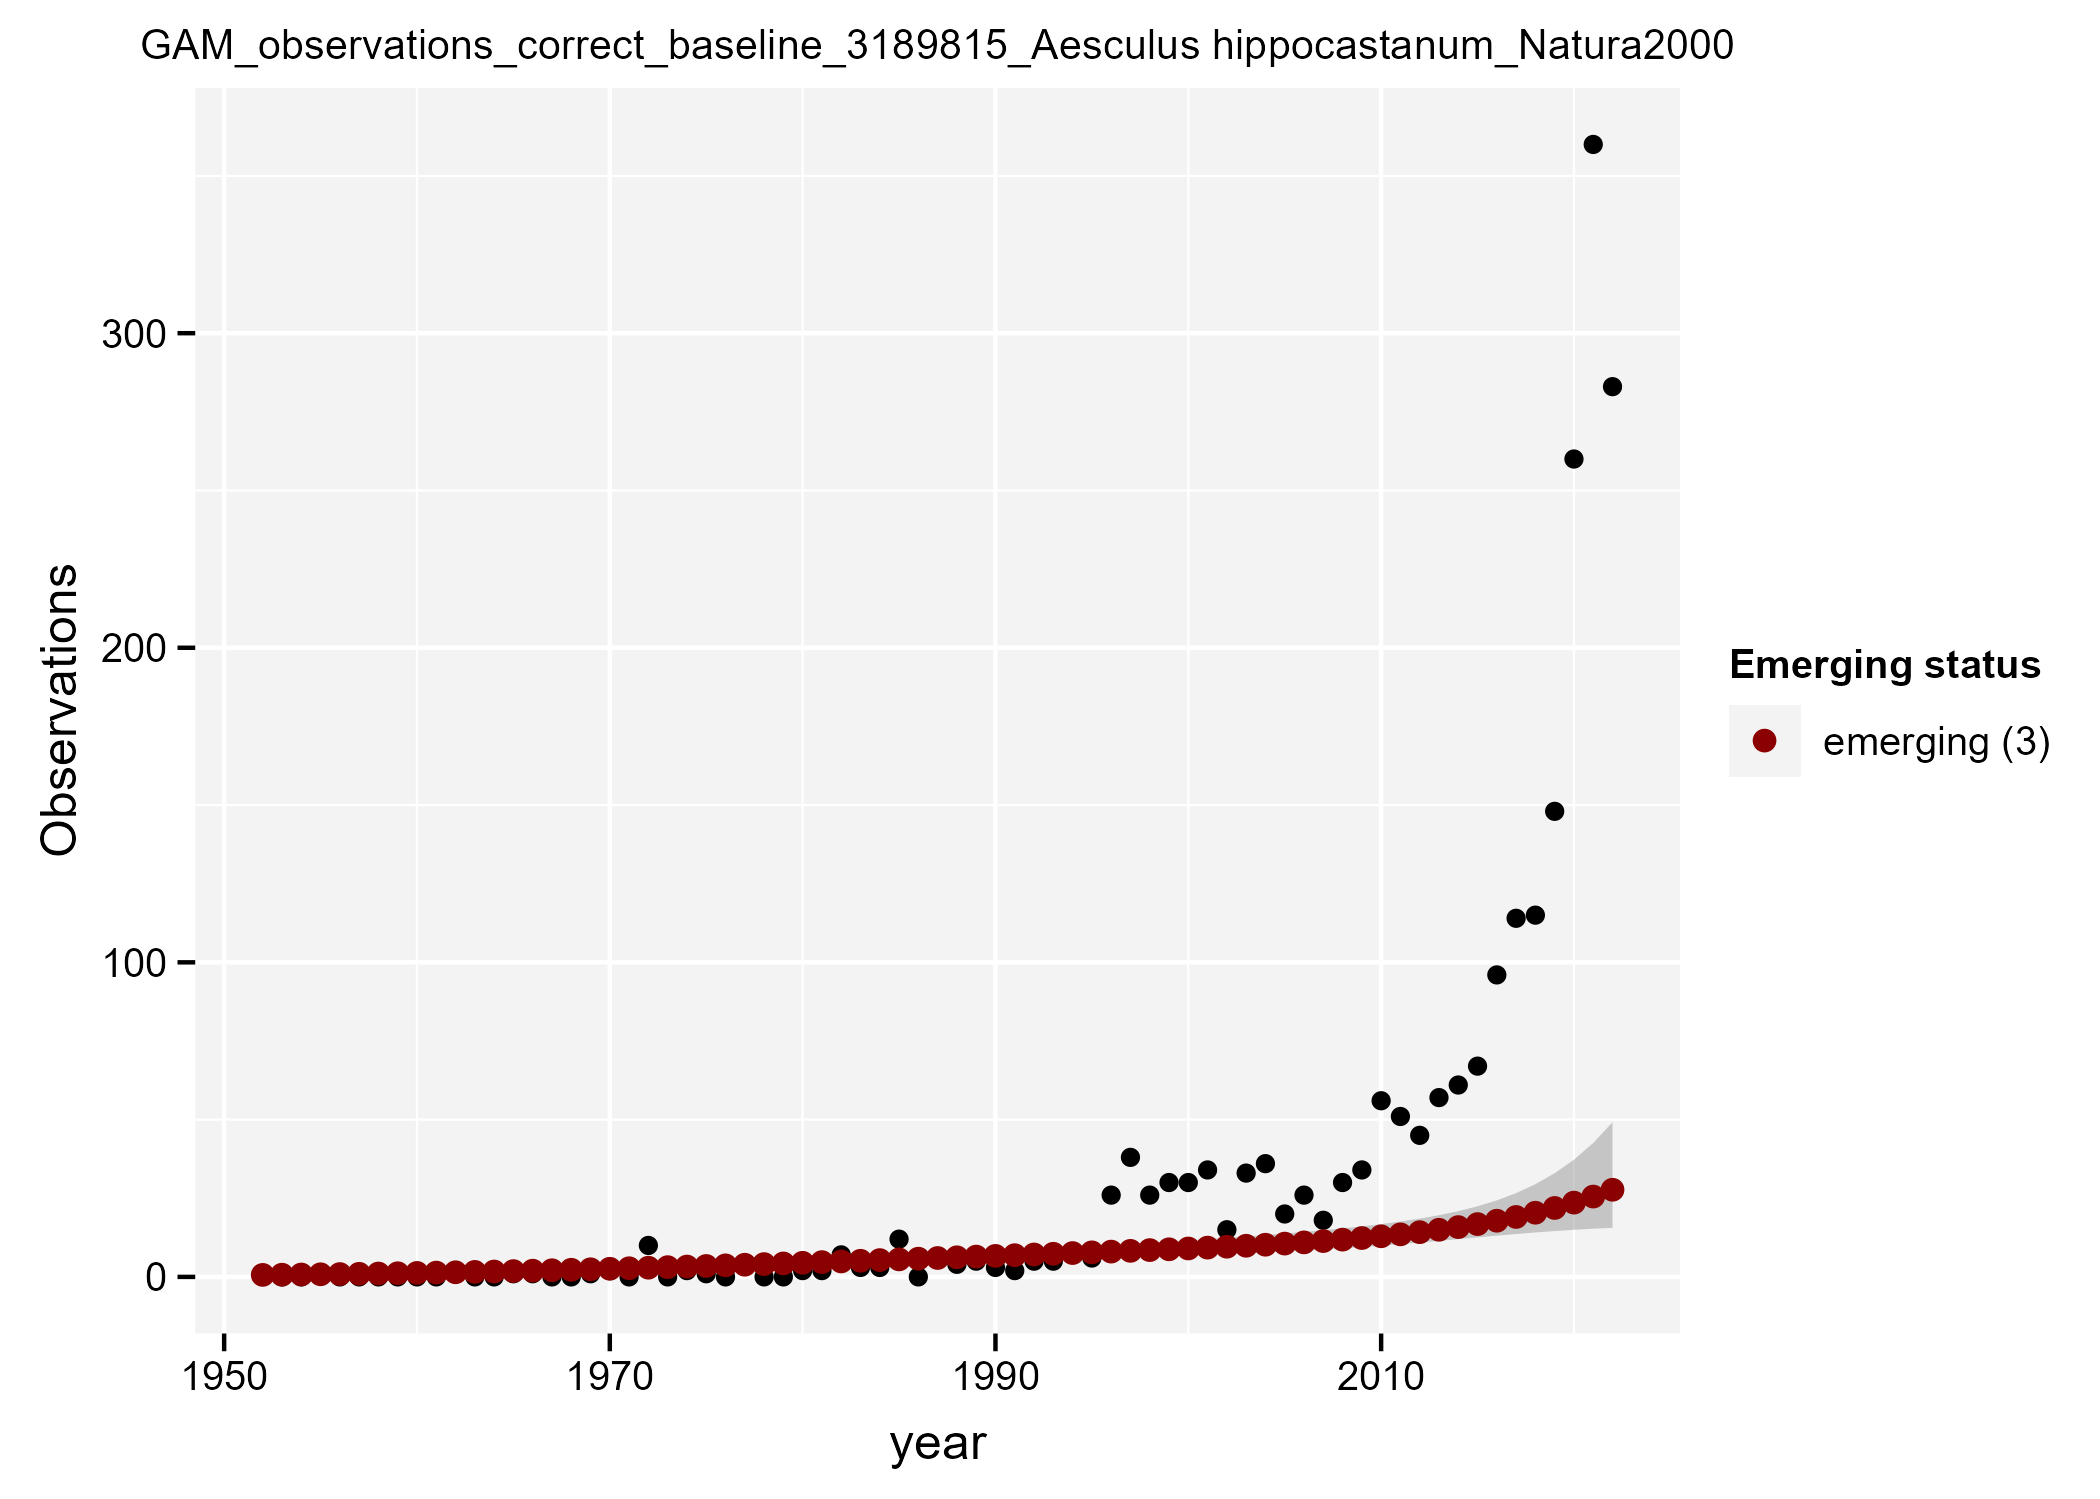 GAM_observations_correct_baseline_3189815_Aesculus hippocastanum_Natura2000
300
200
100
0
Observations
1950
1970
1990
2010
year
Emerging status
emerging (3)